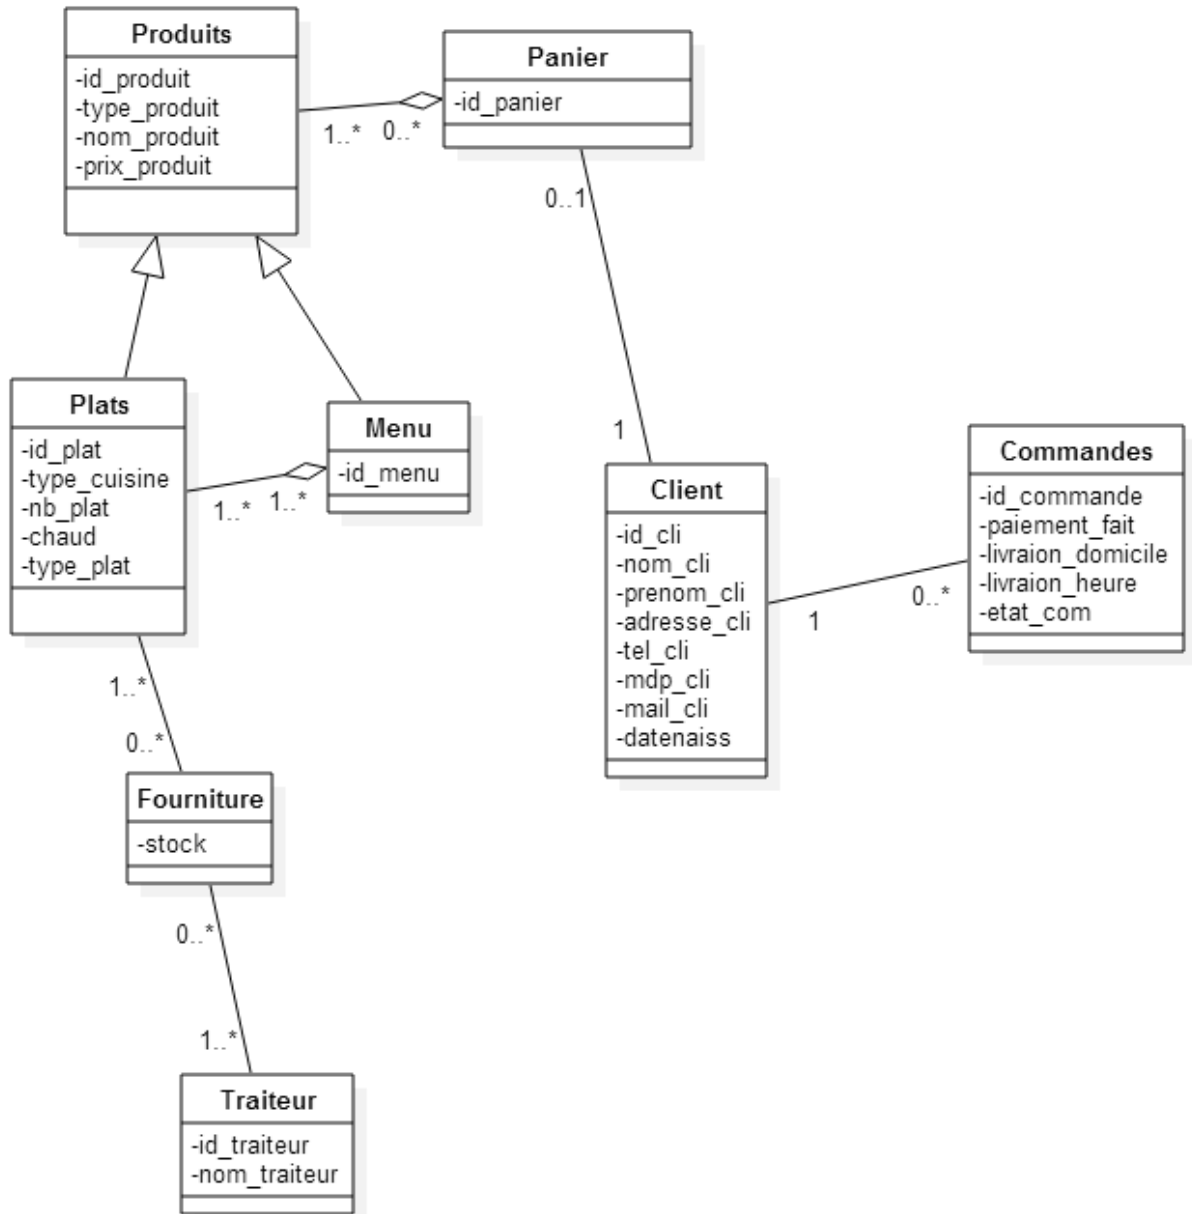 Produits
-id_produit
-type_produit
-nom_produit
-prix_produit
Panier
-id_panier
1..*
0..*
0..1
1
Plats
-id_plat
-type_cuisine
-nb_plat
-chaud
-type_plat
Menu
-id_menu
1..*
1..*
Client
-id_cli
-nom_cli
-prenom_cli
-adresse_cli
-tel_cli
-mdp_cli
-mail_cli
-datenaiss
Commandes
-id_commande
-paiement_fait
-livraion_domicile
-livraion_heure
-etat_com
1
0..*
1..*
0..*
Fourniture
-stock
0..*
1..*
Traiteur
-id_traiteur
-nom_traiteur